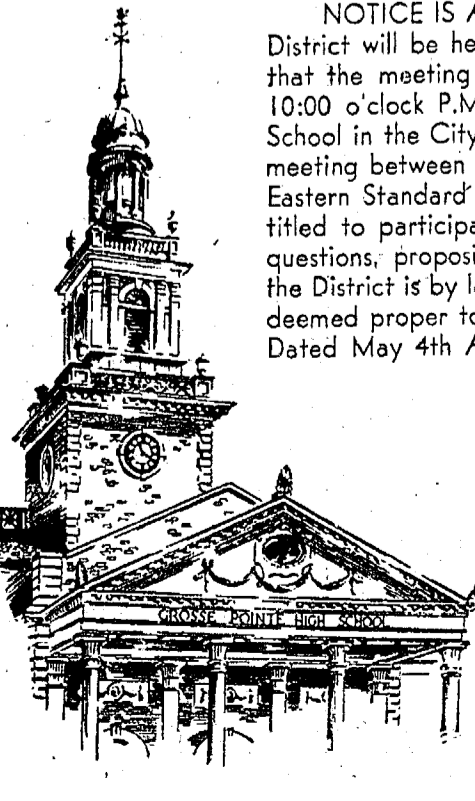 NOTICE IS A
District will be he
that the meeting
10:00 o'clock P.M
School in the City
meeting between
Eastern Standard
titled to participa
questions, proposi
the District is by l
deemed proper to
Dated May 4th A
GROSSE POINTE HIGH SCHOOL